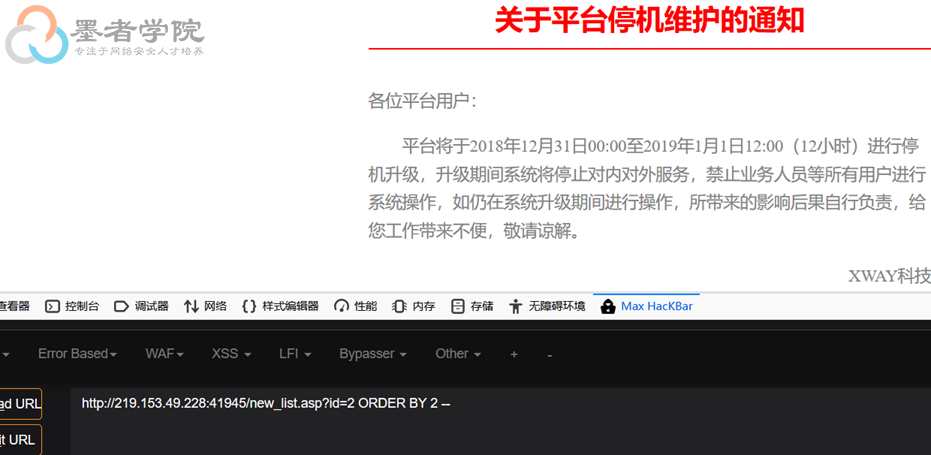 墨者学院
专注于网络安全人才培养
关于平台停机维护的通知
各位平台用户：
平台将于2018年12月31日00:00至2019年1月1日12:00（12小时）进行停
机升级，升级期间系统将停止对内对外服务，禁止业务人员等所有用户进行
系统操作，如仍在系统升级期间进行操作，所带来的影响后果自行负责，给
您工作带来不便，敬请谅解。
XWAY科技
查看器 控制台 调试器 网络 {} 样式编辑器 性能 内存 存储 无障碍环境 Max HacKBar
Error Based WAF XSS LFI Bypasser Other + -
ad URL http://219.153.49.228:41945/new_list.asp?id=2 ORDER BY 2 --
it URL